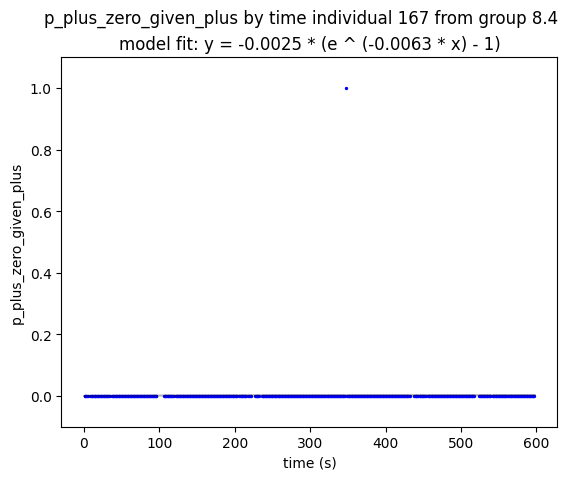 p_plus_zero_given_plus by time individual 167 from group 8.4
model fit: y = -0.0025 * (e ^ (-0.0063 * x) - 1)
p_plus_zero_given_plus
1.0
0.8
0.6
0.4
0.2
0.0
0 100 200 300 400 500 600
time (s)